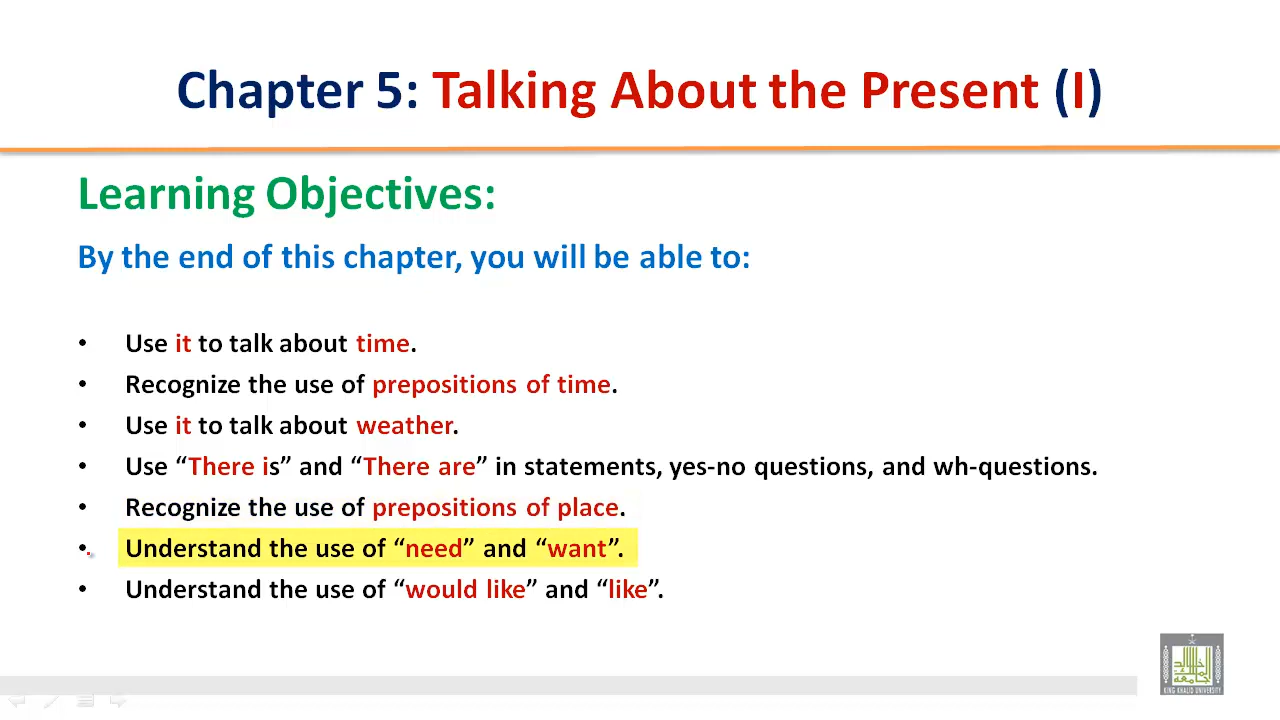 Chapter 5: Talking About the Present (I)
Learning Objectives:
By the end of this chapter, you will be able to:
• Use it to talk about time.
• Recognize the use of prepositions of time.
• Use it to talk about weather.
• Use “There is” and “There are” in statements, yes-no questions, and wh-questions.
• Recognize the use of prepositions of place.
• Understand the use of “need” and “want”.
• Understand the use of “would like” and “like”.
KING KHALID UNIVERSITY